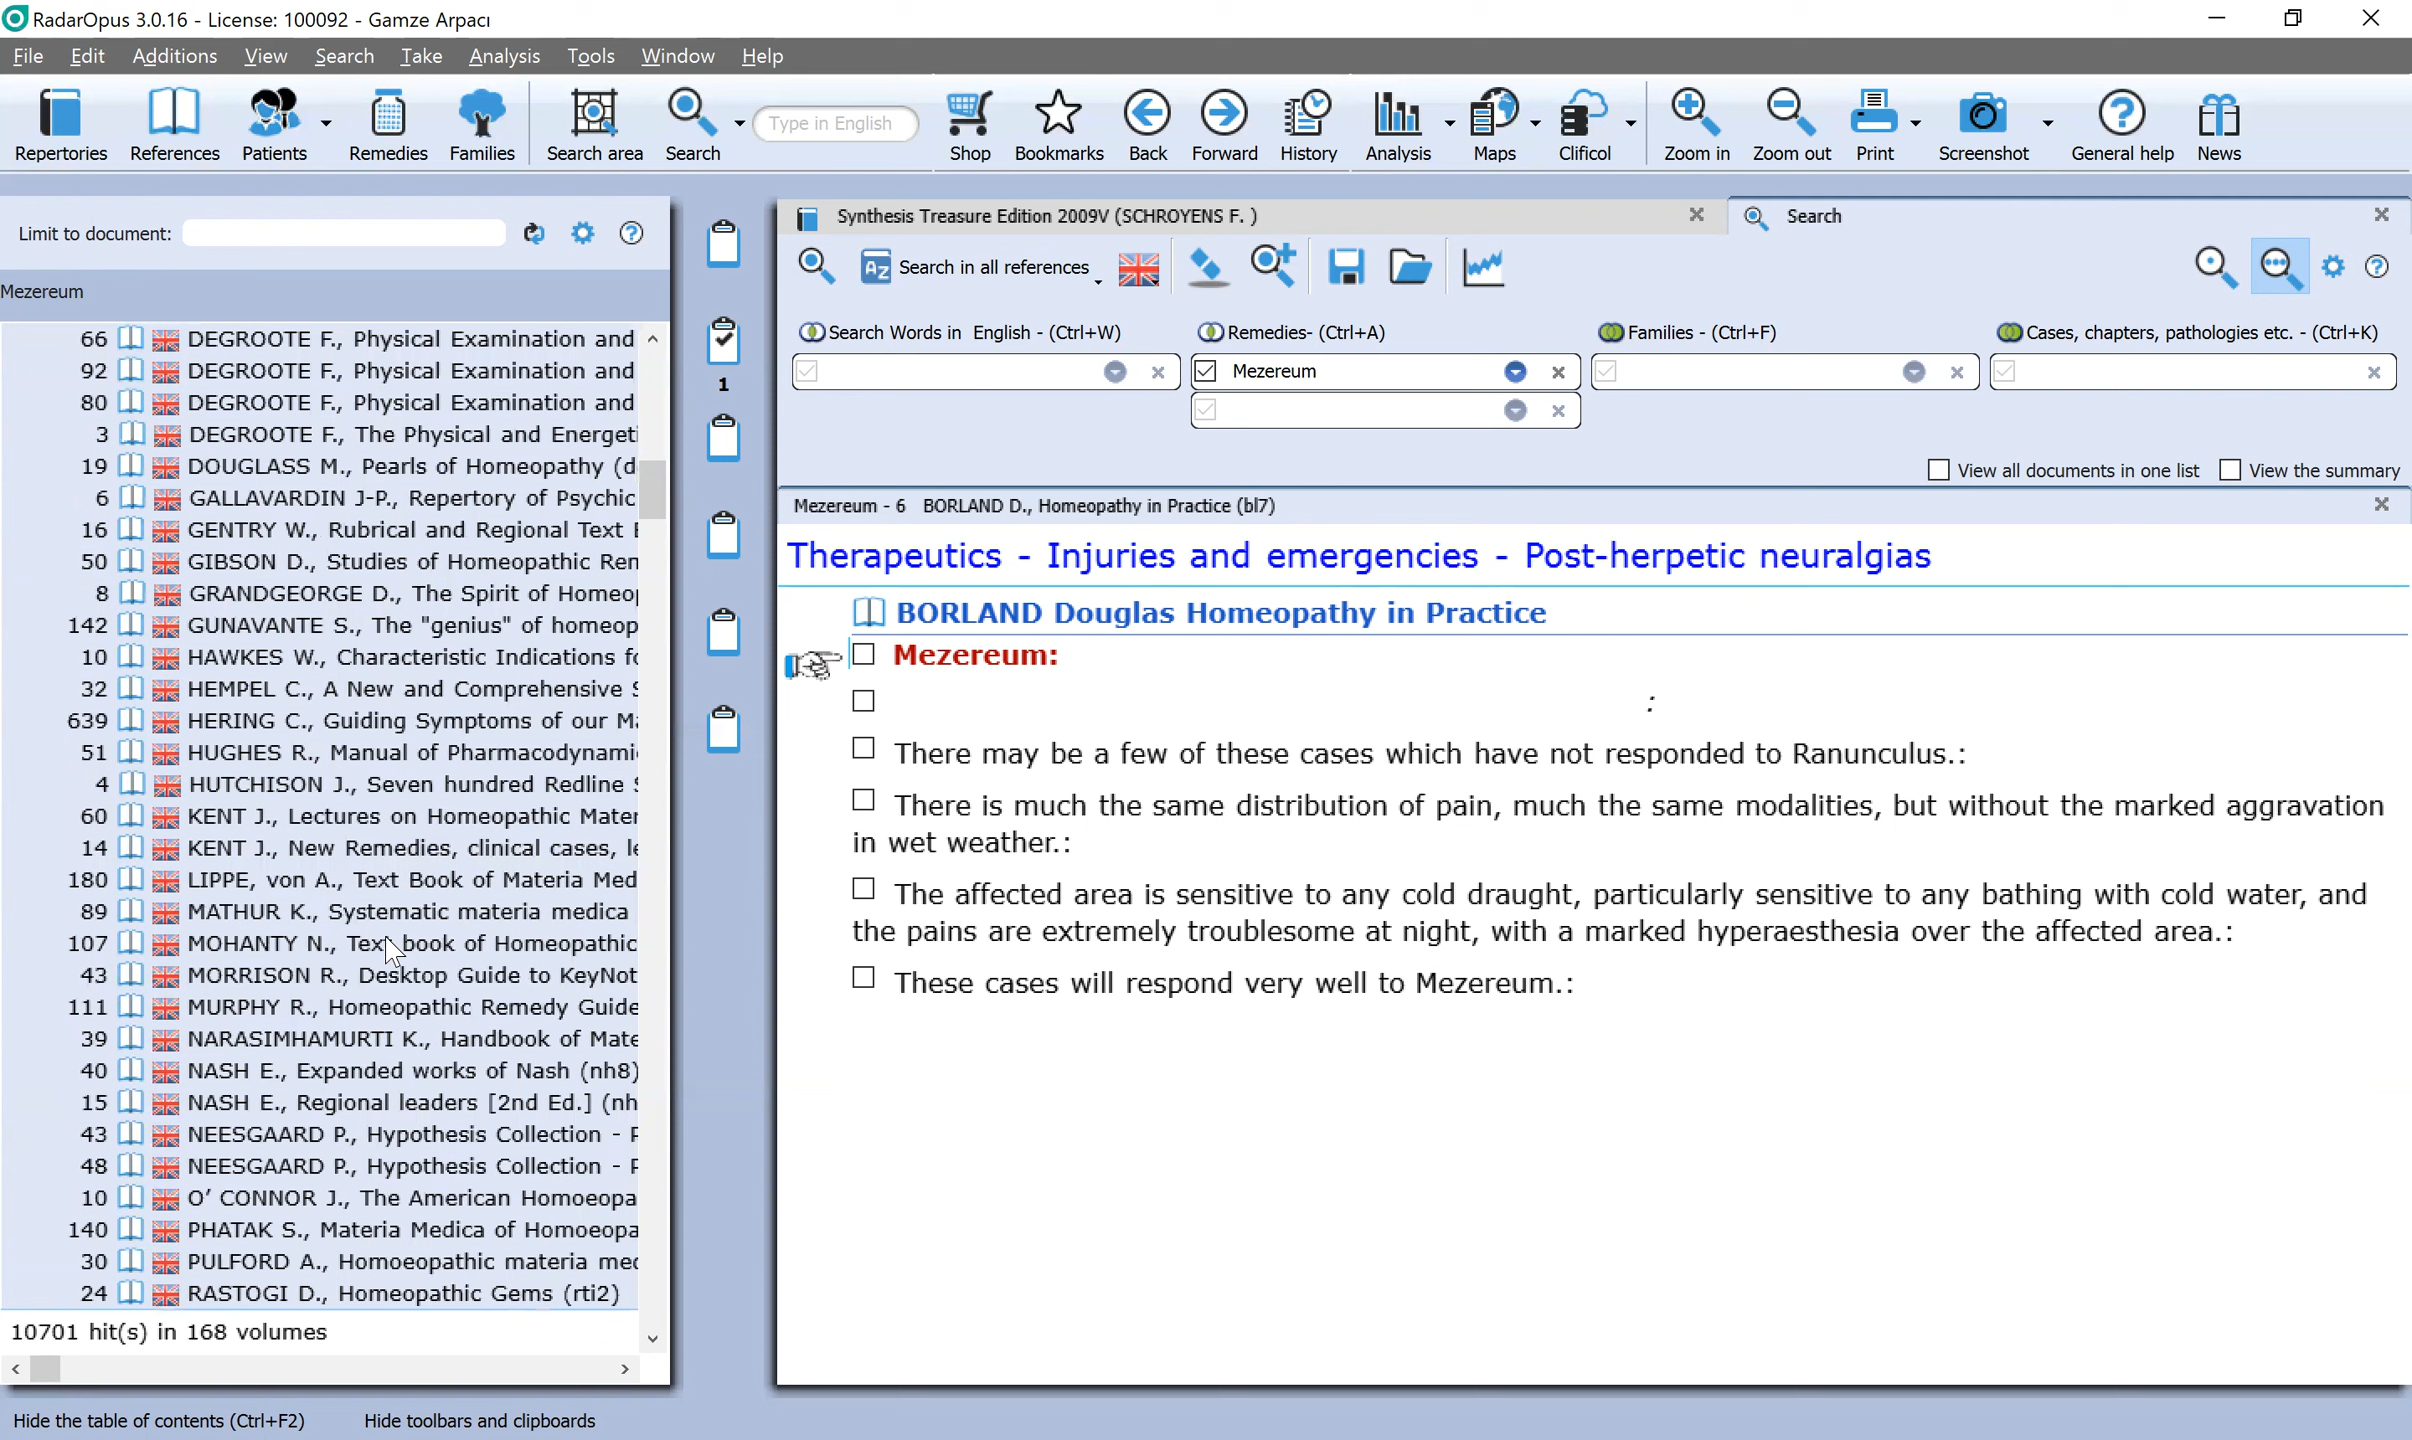 RadarOpus 3.0.16 - License: 100092 - Gamze Arpacı
File Edit Additions View Search Take Analysis Tools Window Help
Repertories References Patients Remedies Families Search area Search Type in English Shop Bookmarks Back Forward History Analysis Maps Clificol Zoom in Zoom out Print Screenshot General help News
Limit to document:
Mezereum
66 DEGROOTE F., Physical Examination and
92 DEGROOTE F., Physical Examination and
80 DEGROOTE F., Physical Examination and
3 DEGROOTE F., The Physical and Energeti
19 DOUGLASS M., Pearls of Homeopathy (d
6 GALLAVARDIN J-P., Repertory of Psychic
16 GENTRY W., Rubrical and Regional Text
50 GIBSON D., Studies of Homeopathic Ren
8 GRANDGEORGE D., The Spirit of Homeo
142 GUNAVANTE S., The "genius" of homeop
10 HAWKES W., Characteristic Indications fo
32 HEMPEL C., A New and Comprehensive S
639 HERING C., Guiding Symptoms of our Ma
51 HUGHES R., Manual of Pharmacodynami
4 HUTCHISON J., Seven hundred Redline S
60 KENT J., Lectures on Homeopathic Mater
14 KENT J., New Remedies, clinical cases, le
180 LIPPE, von A., Text Book of Materia Med
89 MATHUR K., Systematic materia medica
107 MOHANTY N., Textbook of Homeopathic
43 MORRISON R., Desktop Guide to KeyNot
111 MURPHY R., Homeopathic Remedy Guide
39 NARASIMHAMURTI K., Handbook of Mate
40 NASH E., Expanded works of Nash (nh8)
15 NASH E., Regional leaders [2nd Ed.] (nh
43 NEESGAARD P., Hypothesis Collection - P
48 NEESGAARD P., Hypothesis Collection - P
10 O' CONNOR J., The American Homoeopa
140 PHATAK S., Materia Medica of Homoeopa
30 PULFORD A., Homoeopathic materia med
24 RASTOGI D., Homeopathic Gems (rti2)
10701 hit(s) in 168 volumes
1
Synthesis Treasure Edition 2009V (SCHROYENS F. ) Search
AZ Search in all references
Search Words in English - (Ctrl+W) Remedies- (Ctrl+A) Families - (Ctrl+F) Cases, chapters, pathologies etc. - (Ctrl+K)
Mezereum
View all documents in one list View the summary
Mezereum - 6 BORLAND D., Homeopathy in Practice (bl7)
Therapeutics - Injuries and emergencies - Post-herpetic neuralgias
BORLAND Douglas Homeopathy in Practice
Mezereum:
:
There may be a few of these cases which have not responded to Ranunculus.:
There is much the same distribution of pain, much the same modalities, but without the marked aggravation
in wet weather.:
The affected area is sensitive to any cold draught, particularly sensitive to any bathing with cold water, and
the pains are extremely troublesome at night, with a marked hyperaesthesia over the affected area.:
These cases will respond very well to Mezereum.:
Hide the table of contents (Ctrl+F2) Hide toolbars and clipboards